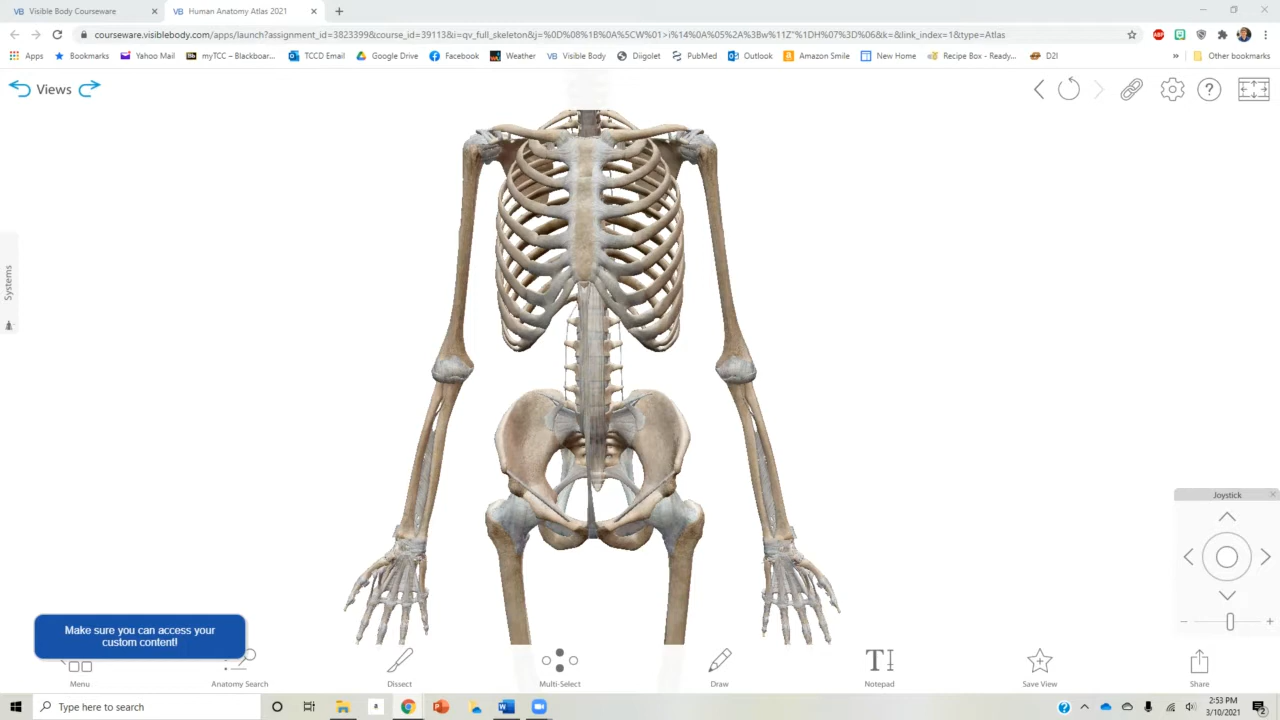 Visible Body Courseware
Human Anatomy Atlas 2021
courseware.visiblebody.com/apps/launch?assignment_id=3823399&course_id=39113&i=qv_full_skeleton&j=%0D%08%1B%0A%5CW%01>i%14%0A%05%2A%3Bw%11Z"%1DH%07%3D%06&k=&link_index=1&type=Atlas
Apps
Bookmarks
Yahoo Mail
my TCC – Blackboar...
TCCD Email
Google Drive
Facebook
Weather
Visible Body
Diigolet
PubMed
Outlook
Amazon Smile
New Home
Recipe Box - Ready...
D2l
»
Other bookmarks
Views
Systems
Joystick
Make sure you can access your
custom content!
Menu
Anatomy Search
Dissect
Multi-Select
Draw
Notepad
Save View
Share
Type here to search
2:53 PM
3/10/2021